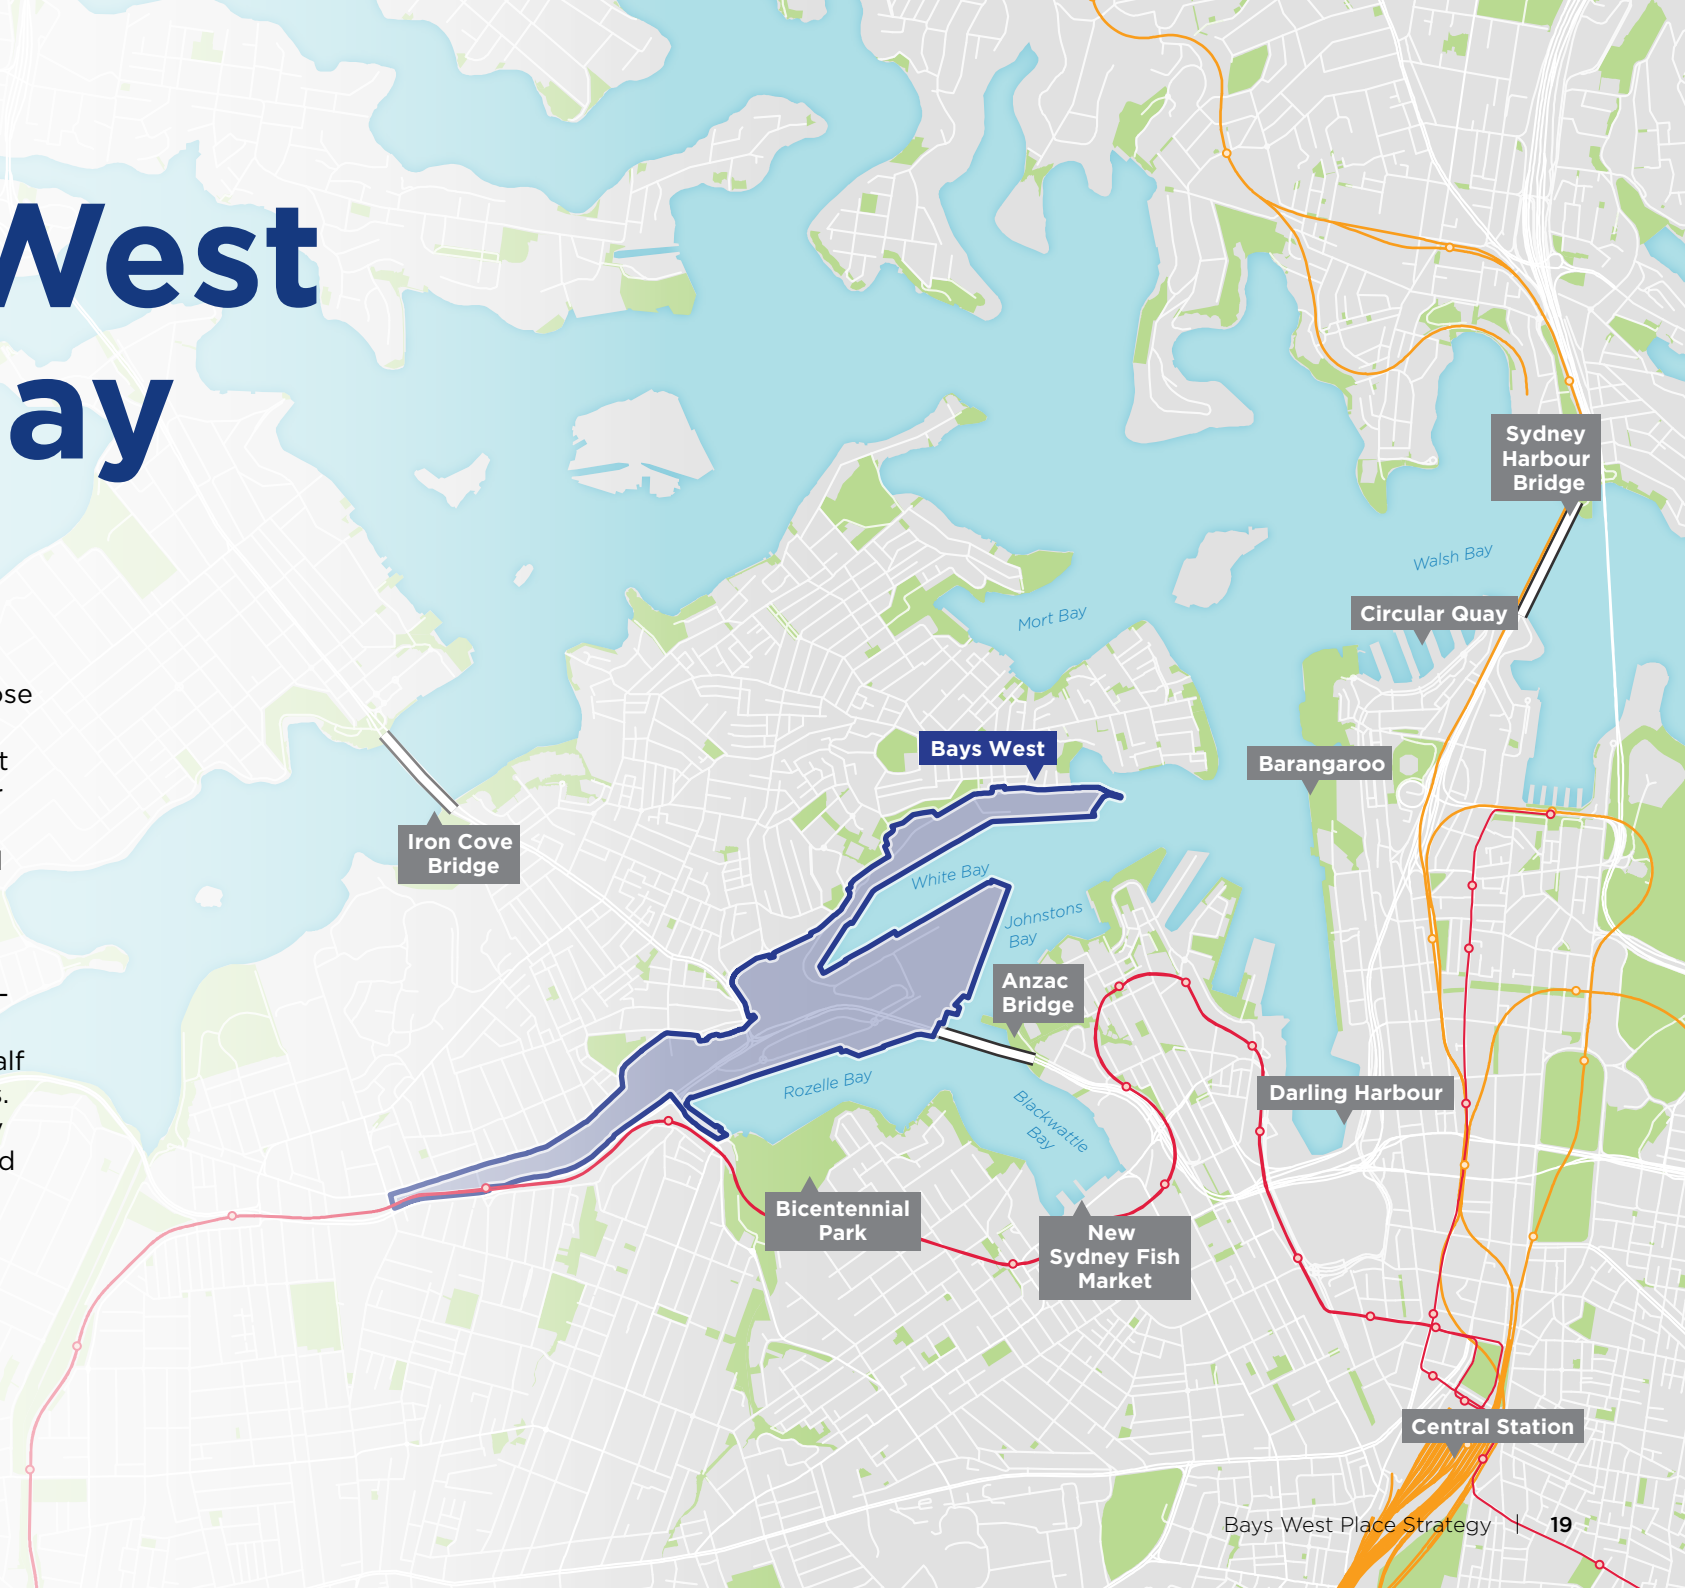 West
ay
ose
t
alf
s.
y
d
Sydney
Harbour
Bridge
Walsh Bay
Circular Quay
Mort Bay
Bays West
Barangaroo
Iron Cove
Bridge
White Bay
Johnstons
Bay
Anzac
Bridge
Rozelle Bay
Blackwattle
Bay
Darling Harbour
Bicentennial
Park
New
Sydney Fish
Market
Central Station
Bays West Place Strategy | 19